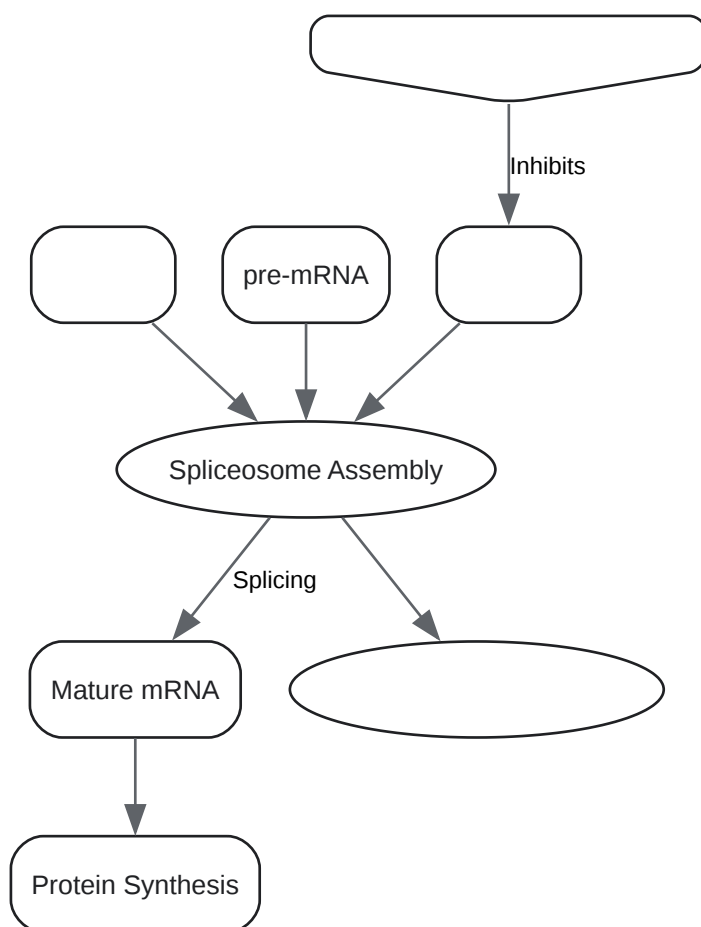 Inhibits
pre-mRNA
Spliceosome Assembly
Splicing
Mature mRNA
Protein Synthesis